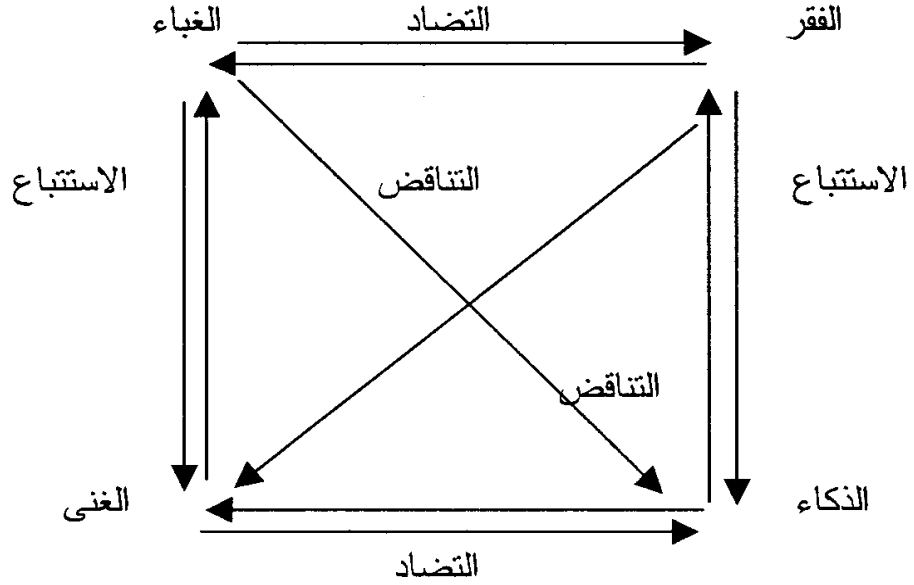 الفقر
التضاد
الغباء
الاستتباع
التناقض
الاستتباع
التناقض
الذكاء
الغنى
التضاد